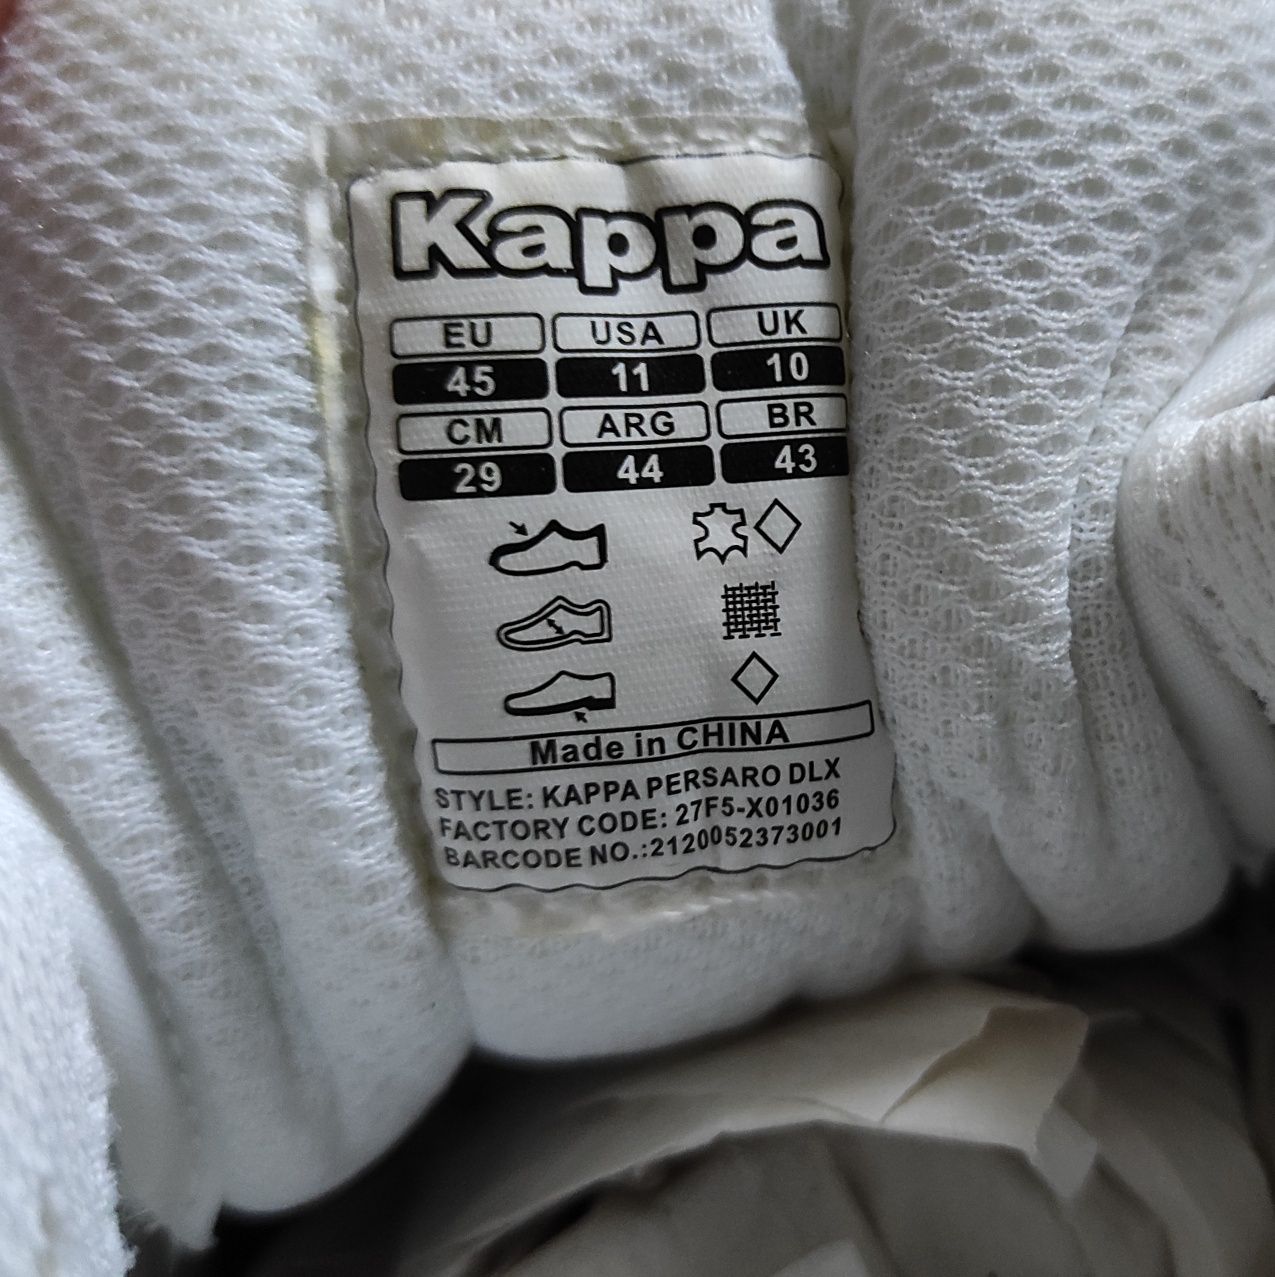 Kappa
EU USA UK
45 11 10
CM ARG BR
29 44 43
Made in CHINA
STYLE: KAPPA PERSARO DLX
FACTORY CODE: 27F5-X01036
BARCODE NO.:2120052373001